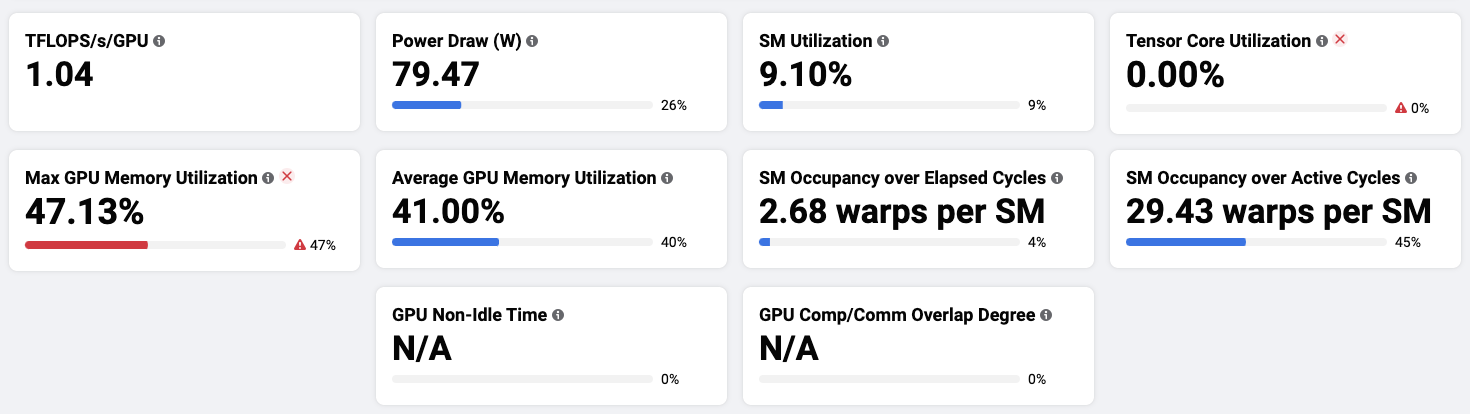 TFLOPS/s/GPU
1.04
Power Draw (W)
79.47
26%
SM Utilization
9.10%
9%
Tensor Core Utilization
0.00%
0%
Max GPU Memory Utilization
47.13%
47%
Average GPU Memory Utilization
41.00%
40%
SM Occupancy over Elapsed Cycles
2.68 warps per SM
4%
SM Occupancy over Active Cycles
29.43 warps per SM
45%
GPU Non-Idle Time
N/A
0%
GPU Comp/Comm Overlap Degree
N/A
0%